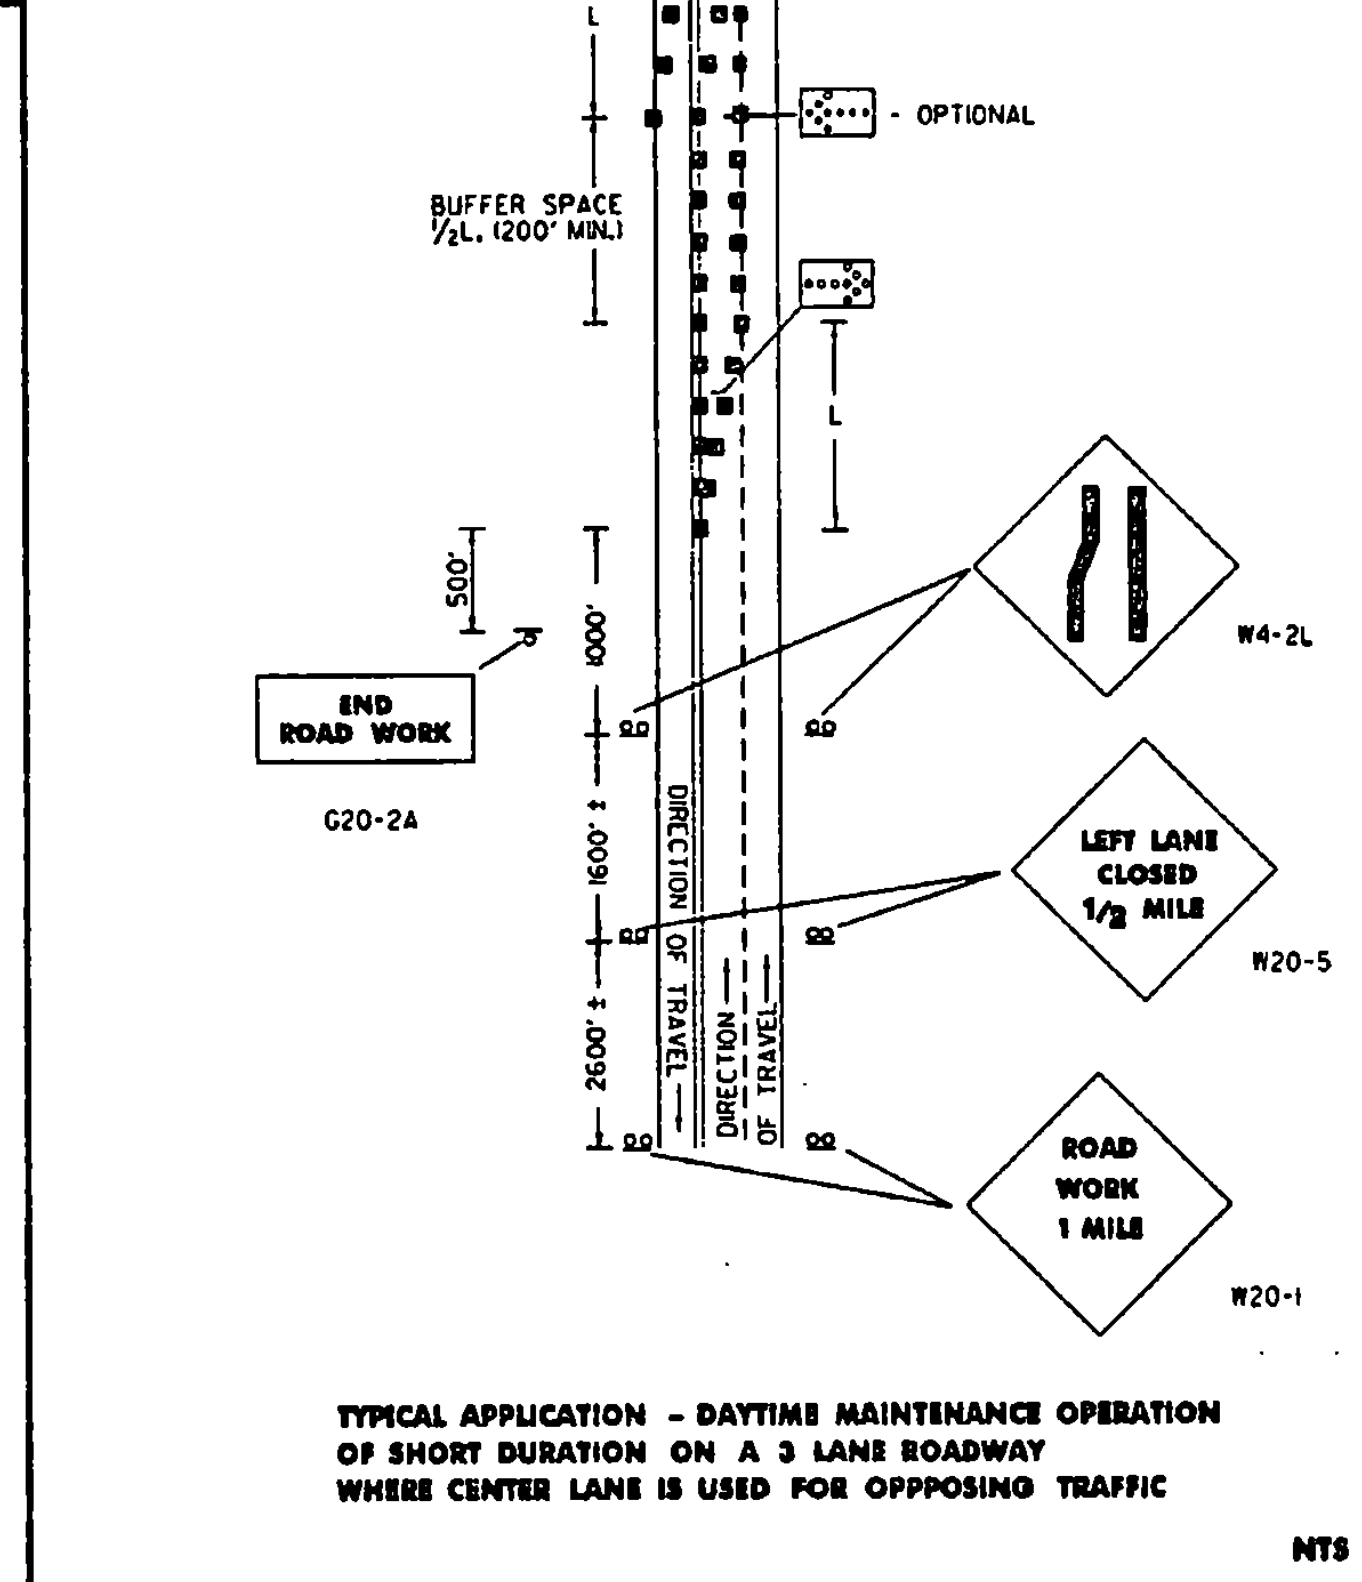 L
- OPTIONAL
BUFFER SPACE
1/2L. (200' MIN.)
L
500'
1000'
W4-2L
END
ROAD WORK
G20-2A
1600' ±
DIRECTION OF TRAVEL
LEFT LANE
CLOSED
1/2 MILE
W20-5
2600' ±
DIRECTION
OF TRAVEL
ROAD
WORK
1 MILE
W20-1
TYPICAL APPLICATION - DAYTIME MAINTENANCE OPERATION
OF SHORT DURATION ON A 3 LANE ROADWAY
WHERE CENTER LANE IS USED FOR OPPPOSING TRAFFIC
NTS